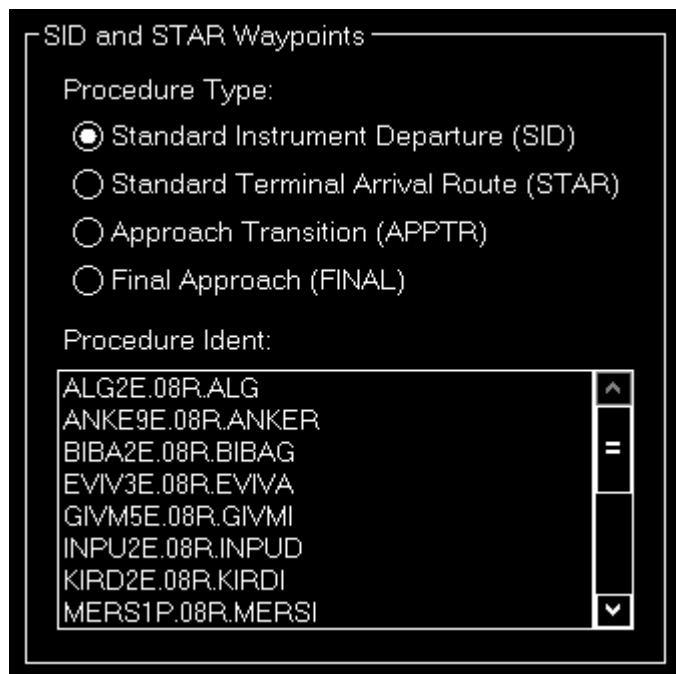 SID and STAR Waypoints
Procedure Type:
Standard Instrument Departure (SID)
Standard Terminal Arrival Route (STAR)
Approach Transition (APPTR)
Final Approach (FINAL)
Procedure Ident:
ALG2E.08R.ALG
ANKE9E.08R.ANKER
BIBA2E.08R.BIBAG
EVIV3E.08R.EVIVA
GIVM5E.08R.GIVMI
INPU2E.08R.INPUD
KIRD2E.08R.KIRDI
MERS1P.08R.MERSI